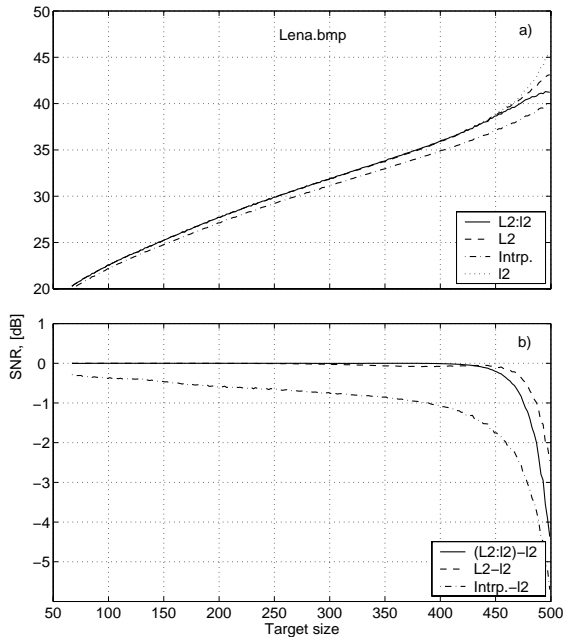 50
45
40
35
30
25
20
Lena.bmp
a)
L2:l2
L2
Intrp.
l2
SNR, [dB]
1
0
−1
−2
−3
−4
−5
b)
(L2:l2)−l2
L2−l2
Intrp.−l2
50 100 150 200 250 300 350 400 450 500
Target size